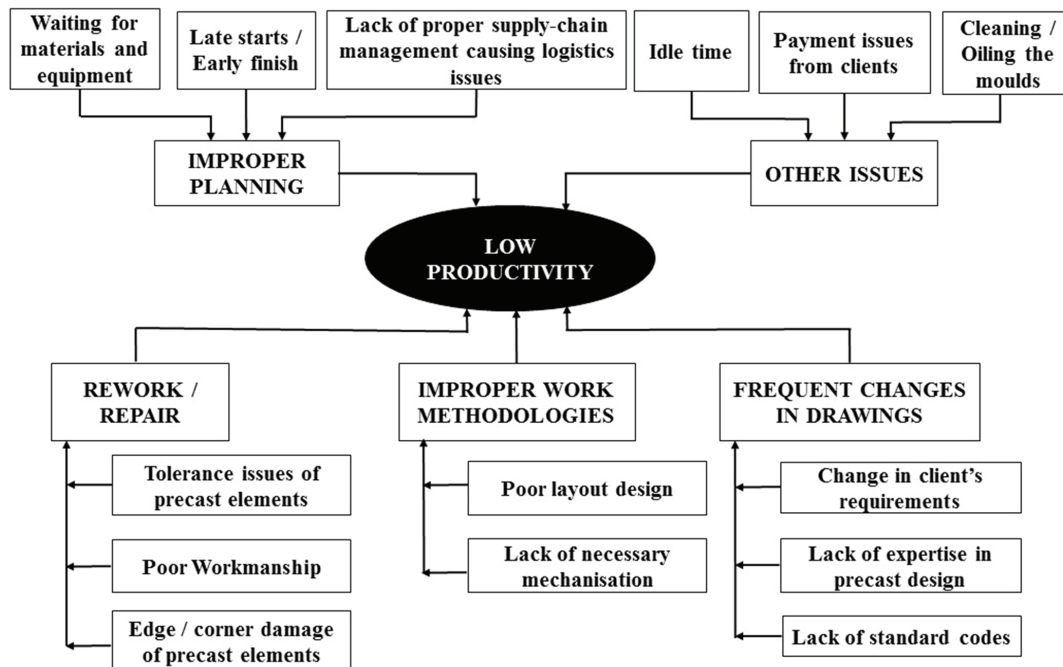 Waiting for
materials and
equipment
Late starts /
Early finish
Lack of proper supply-chain
management causing logistics
issues
Idle time
Payment issues
from clients
Cleaning /
Oiling the
moulds
IMPROPER
PLANNING
OTHER ISSUES
LOW
PRODUCTIVITY
REWORK /
REPAIR
Tolerance issues of
precast elements
Poor Workmanship
Edge / corner damage
of precast elements
IMPROPER WORK
METHODOLOGIES
Poor layout design
Lack of necessary
mechanisation
FREQUENT CHANGES
IN DRAWINGS
Change in client’s
requirements
Lack of expertise in
precast design
Lack of standard codes